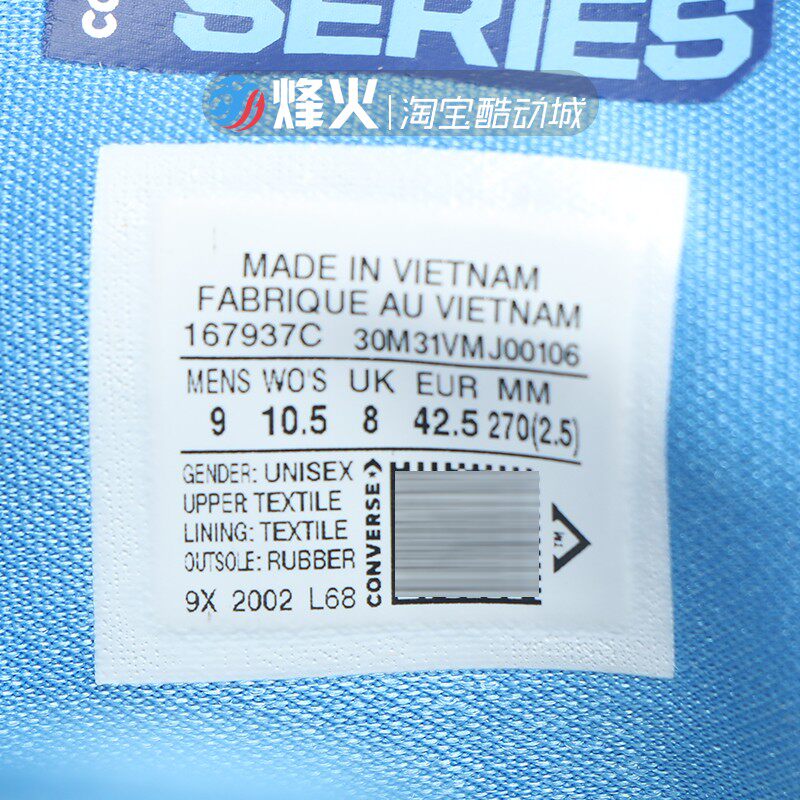 CO
SERIES
烽火 淘宝酷动城
MADE IN VIETNAM
FABRIQUE AU VIETNAM
167937C 30M31VMJ00106
MENS WO'S UK EUR MM
9 10.5 8 42.5 270(2.5)
GENDER: UNISEX
UPPER TEXTILE
LINING: TEXTILE
OUTSOLE: RUBBER
9X 2002 L68
CONVERSE
TM